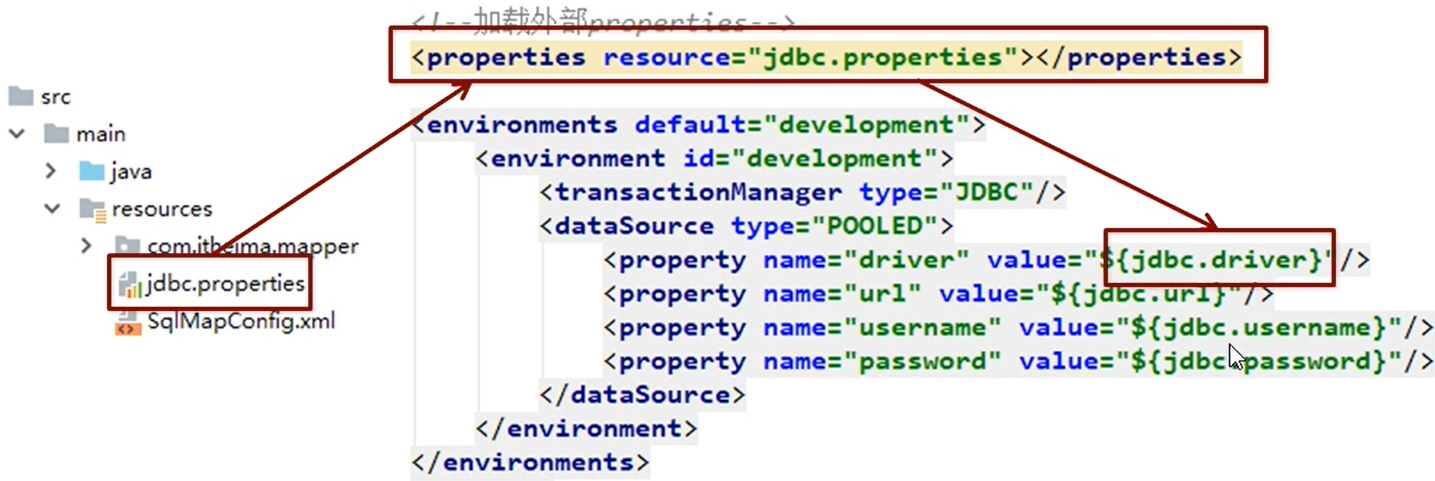 <!--加载外部properties-->
<properties resource="jdbc.properties"></properties>
src
main
java
resources
com.itheima.mapper
jdbc.properties
SqlMapConfig.xml
<environments default="development">
<environment id="development">
<transactionManager type="JDBC"/>
<dataSource type="POOLED">
<property name="driver" value="${jdbc.driver}"/>
<property name="url" value="${jdbc.url}"/>
<property name="username" value="${jdbc.username}"/>
<property name="password" value="${jdbc.password}"/>
</dataSource>
</environment>
</environments>